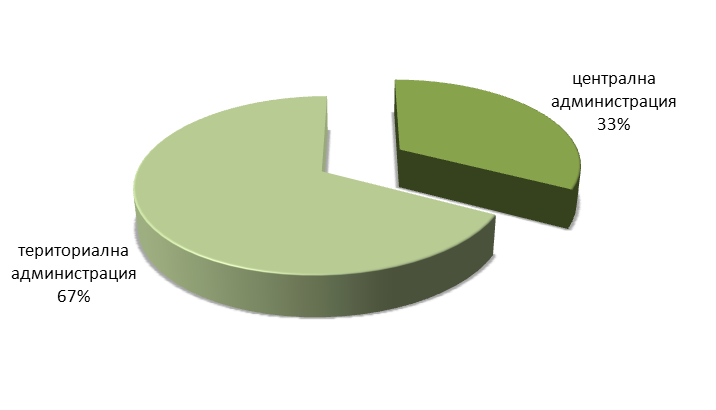 централна
администрация
33%
териториална
администрация
67%